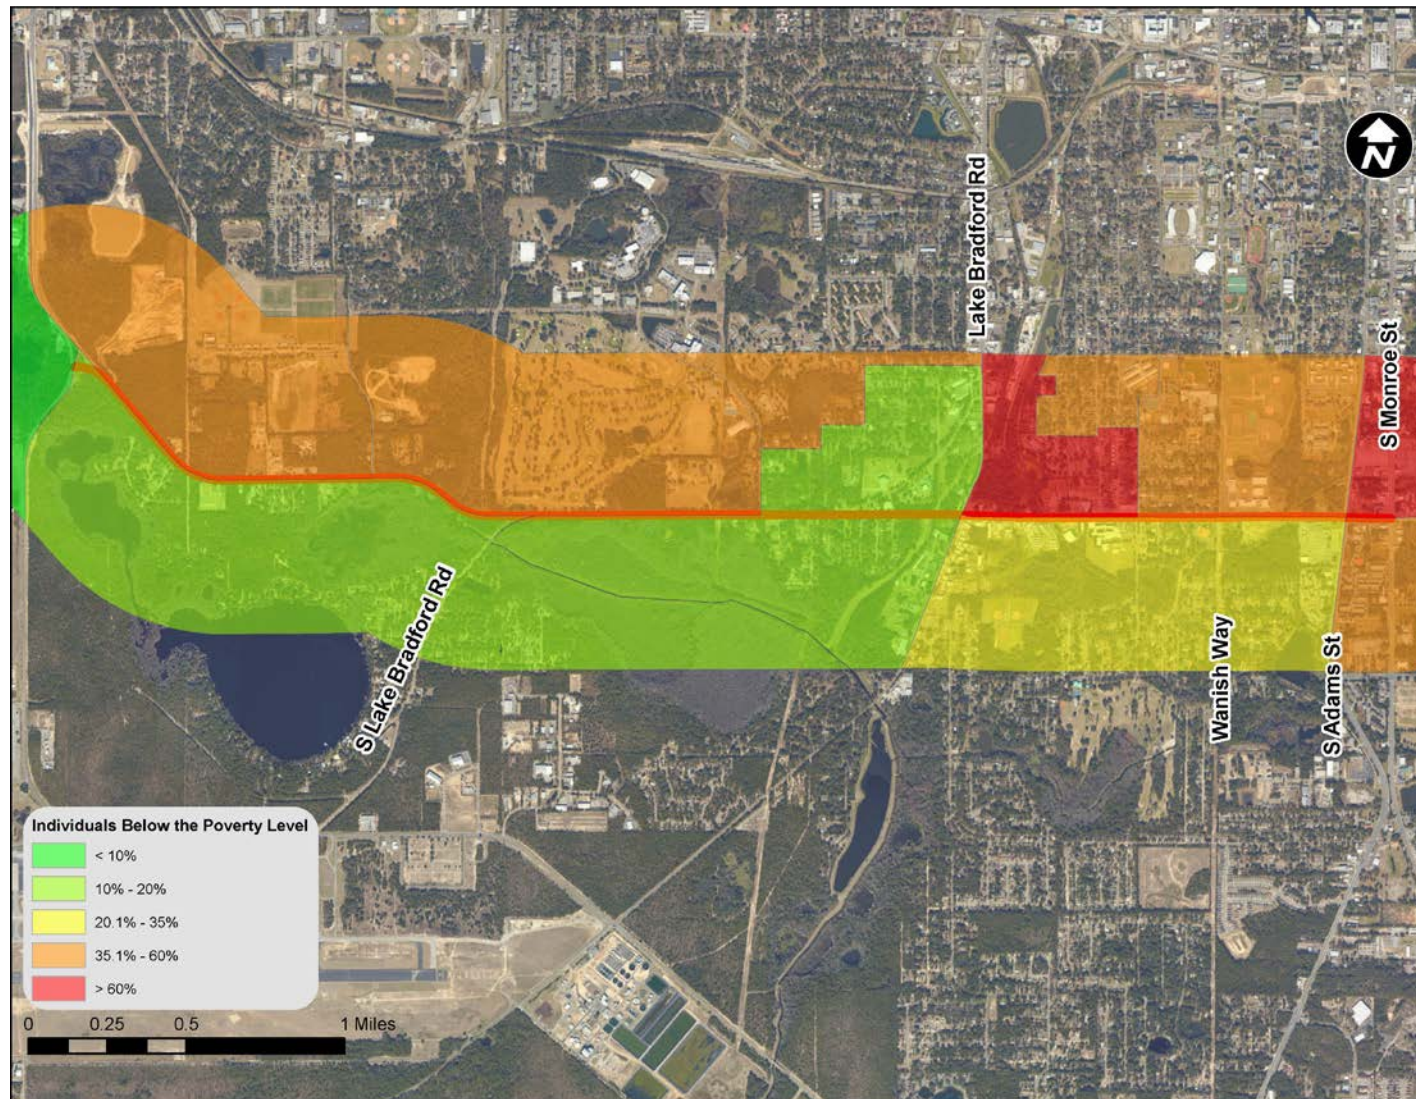 N
Lake Bradford Rd
S Monroe St
S Lake Bradford Rd
Wanish Way
S Adams St
Individuals Below the Poverty Level
< 10%
10% - 20%
20.1% - 35%
35.1% - 60%
> 60%
0 0.25 0.5 1 Miles